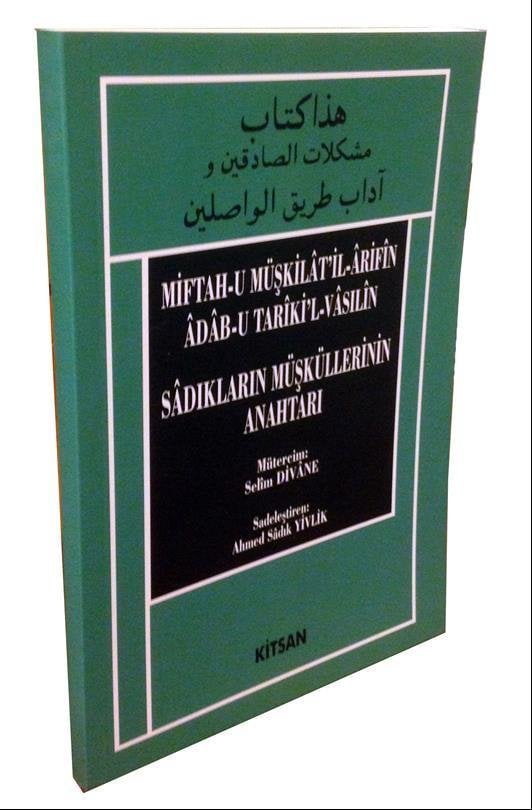 هذا كتاب
مشكلات الصادقين و
آداب طريق الواصلين
MİFTAH-U MÜŞKİLÂT'İL-ÂRİFÎN
ÂDÂB-U TARÎKİ'L-VÂSILÎN
SÂDIKLARIN MÜŞKÜLLERİNİN
ANAHTARI
Mütercim:
Selîm DİVÂNE
Sadeleştiren:
Ahmed Sâdık YİVLİK
KİTSAN